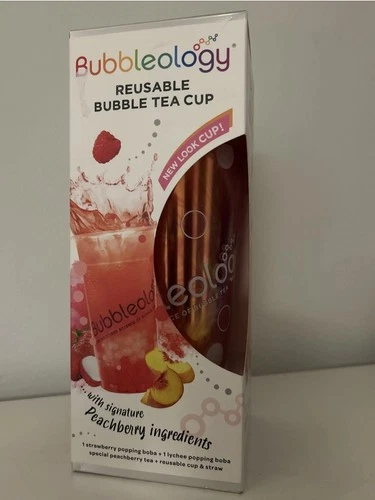 Bubbleology®
REUSABLE
BUBBLE TEA CUP
NEW LOOK CUP!
Bubbleology
eology
...with signature
Peachberry ingredients
1 strawberry popping boba + 1 lychee popping boba
special peachberry tea + reusable cup & straw